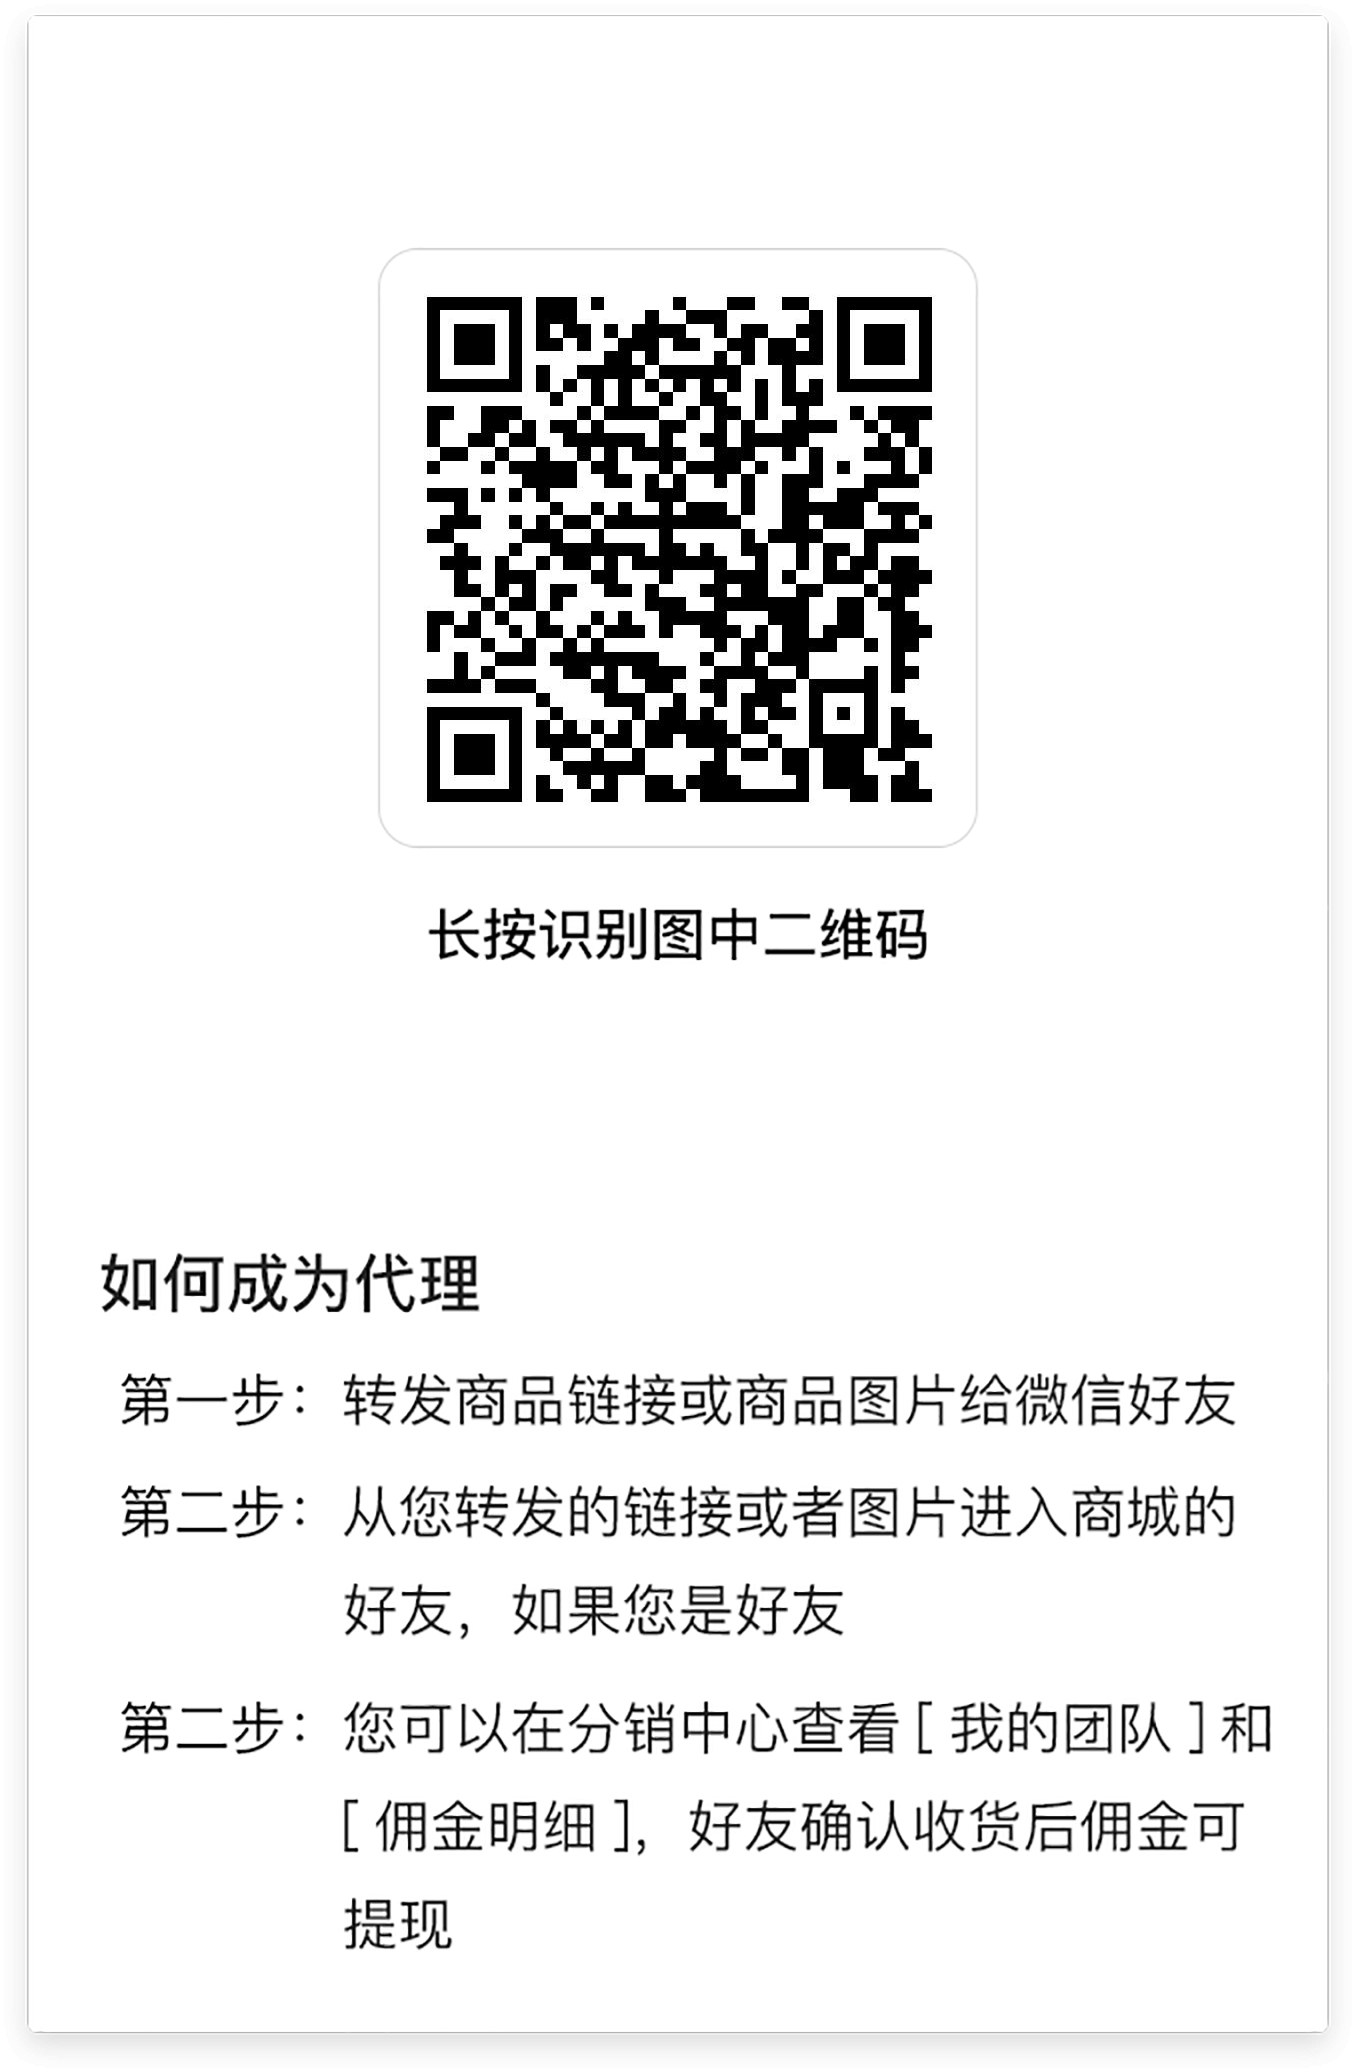 长按识别图中二维码
如何成为代理
第一步：转发商品链接或商品图片给微信好友
第二步：从您转发的链接或者图片进入商城的
好友，如果您是好友
第二步：您可以在分销中心查看[ 我的团队 ]和
[ 佣金明细 ]，好友确认收货后佣金可
提现